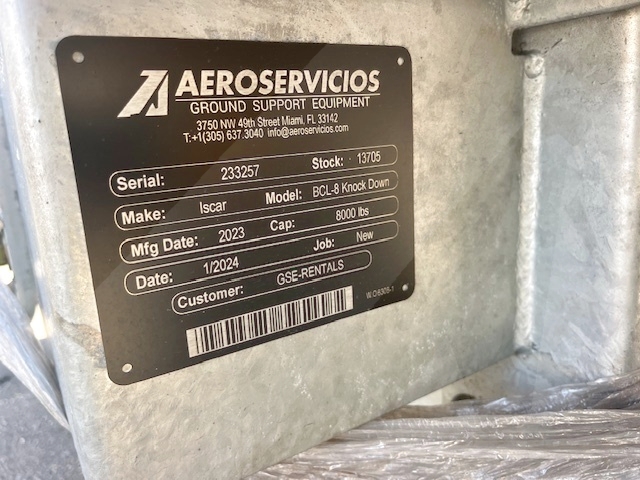 AEROSERVICIOS
GROUND SUPPORT EQUIPMENT
3750 NW 49th Street Miami, FL 33142
T:+1(305) 637.3040 info@aeroservicios.com
Serial: 233257 Stock: 13705
Make: Iscar Model: BCL-8 Knock Down
Mfg Date: 2023 Cap: 8000 lbs
Date: 1/2024 Job: New
Customer: GSE-RENTALS